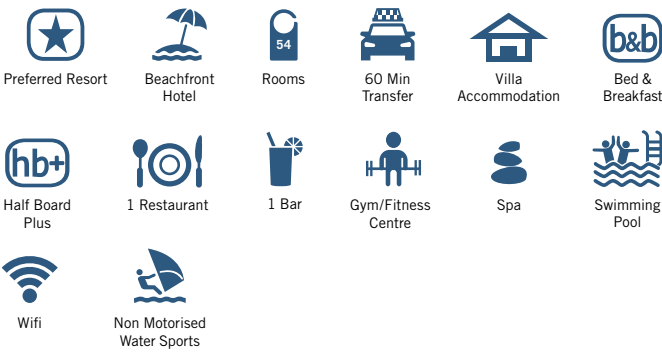 54
b&b
Preferred Resort
Beachfront
Hotel
Rooms
60 Min
Transfer
Villa
Accommodation
Bed &
Breakfast
hb+
Half Board
Plus
1 Restaurant
1 Bar
Gym/Fitness
Centre
Spa
Swimming
Pool
Wifi
Non Motorised
Water Sports